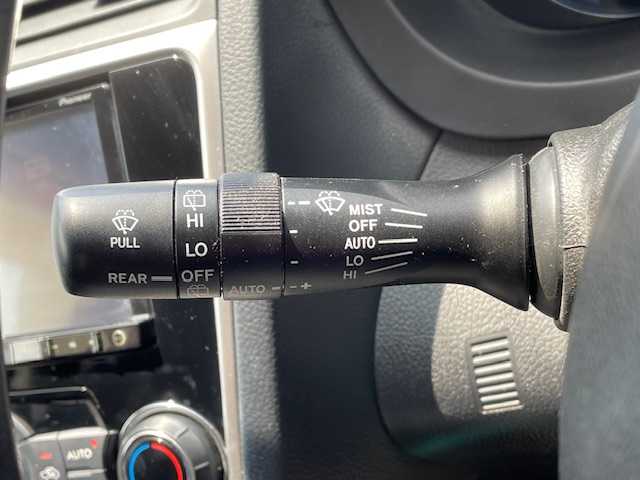 Pioneer
PULL
REAR
HI
LO
OFF
AUTO
- +
MIST
OFF
AUTO
LO
HI
AUTO